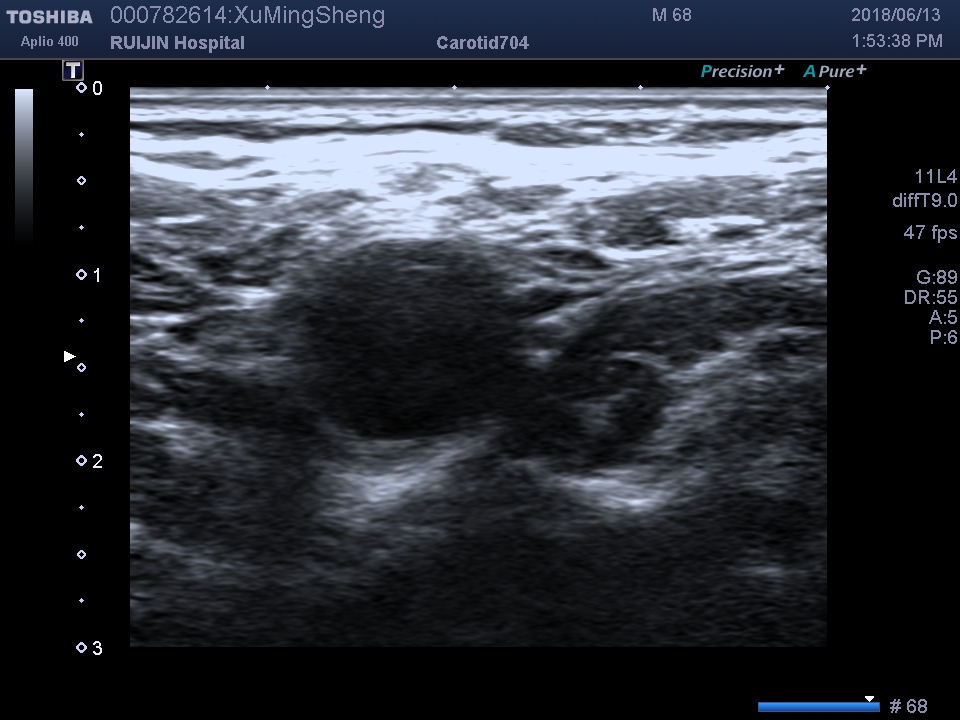 TOSHIBA 000782614:XuMingSheng M 68 2018/06/13
Aplio 400 RUIJIN Hospital Carotid704 1:53:38 PM
T
Precision+ APure+
0
11L4
diffT9.0
47 fps
1
G:89
DR:55
A:5
P:6
2
3
# 68